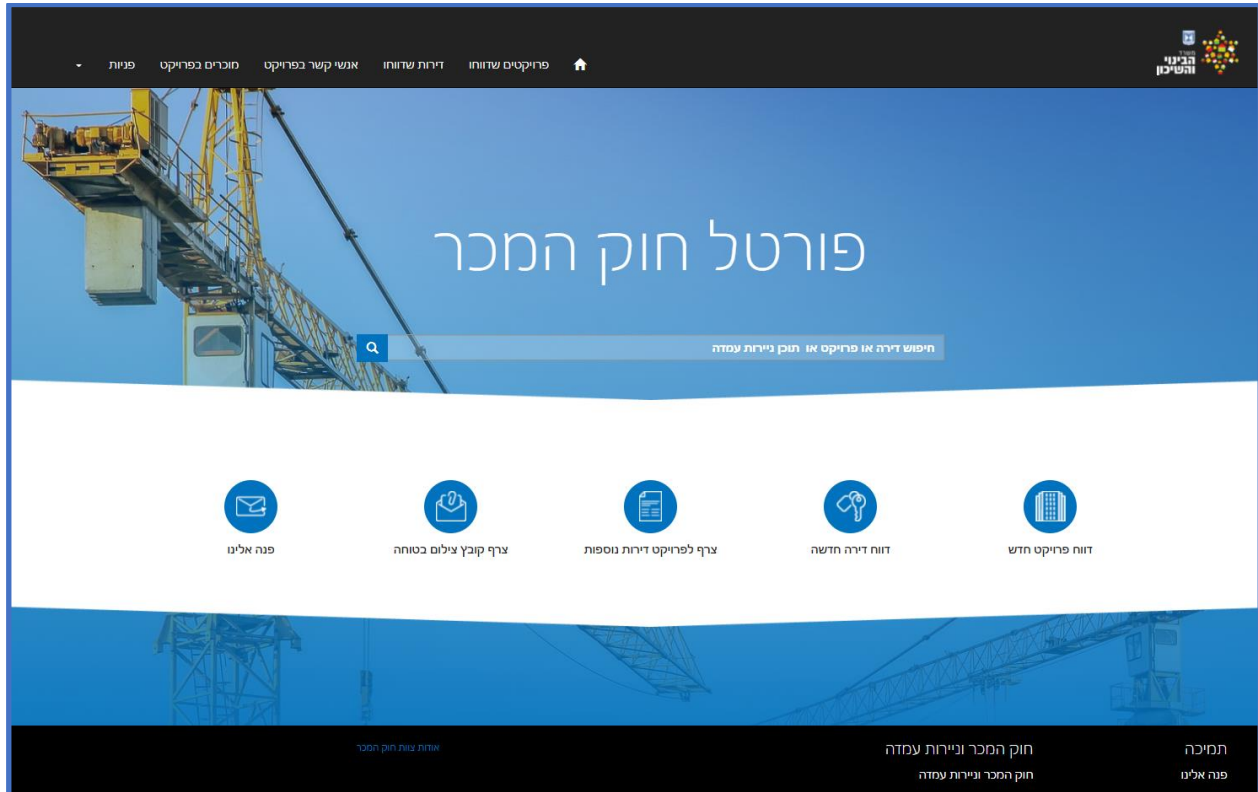 משרד
הבינוי
והשיכון
פרויקטים שדווחו
דירות שדווחו
אנשי קשר בפרויקט
מוכרים בפרויקט
פניות
פורטל חוק המכר
חיפוש דירה או פרויקט או תוכן ניירות עמדה
דווח פרויקט חדש
דווח דירה חדשה
צרף לפרויקט דירות נוספות
צרף קובץ צילום בטוחה
פנה אלינו
תמיכה
פנה אלינו
חוק המכר וניירות עמדה
חוק המכר וניירות עמדה
אודות צוות חוק המכר